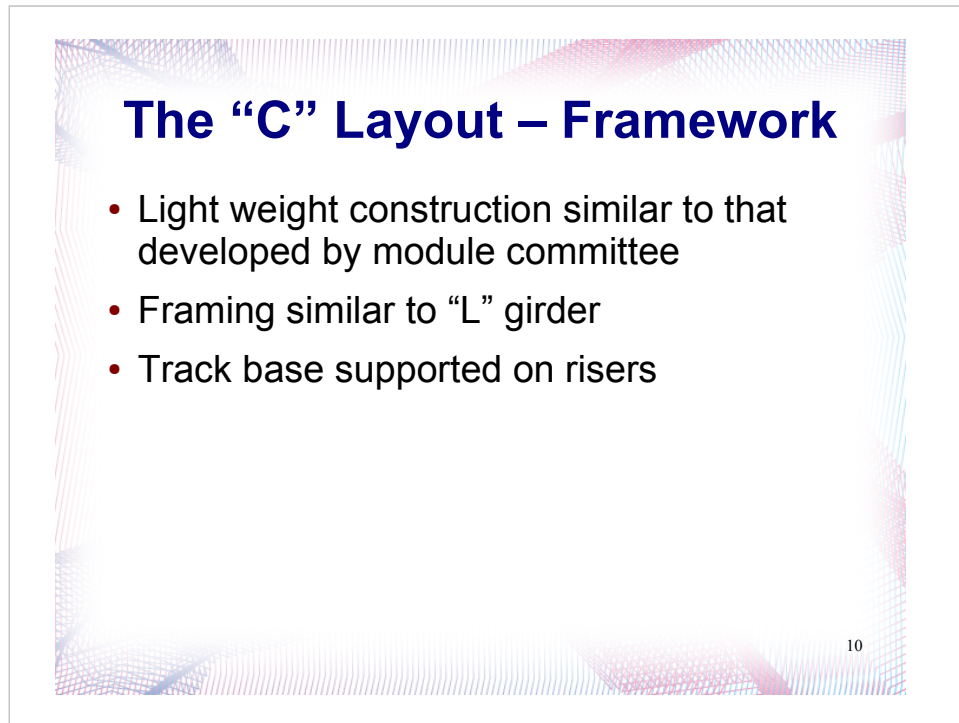 The “C” Layout – Framework
• Light weight construction similar to that
developed by module committee
• Framing similar to “L” girder
• Track base supported on risers
10